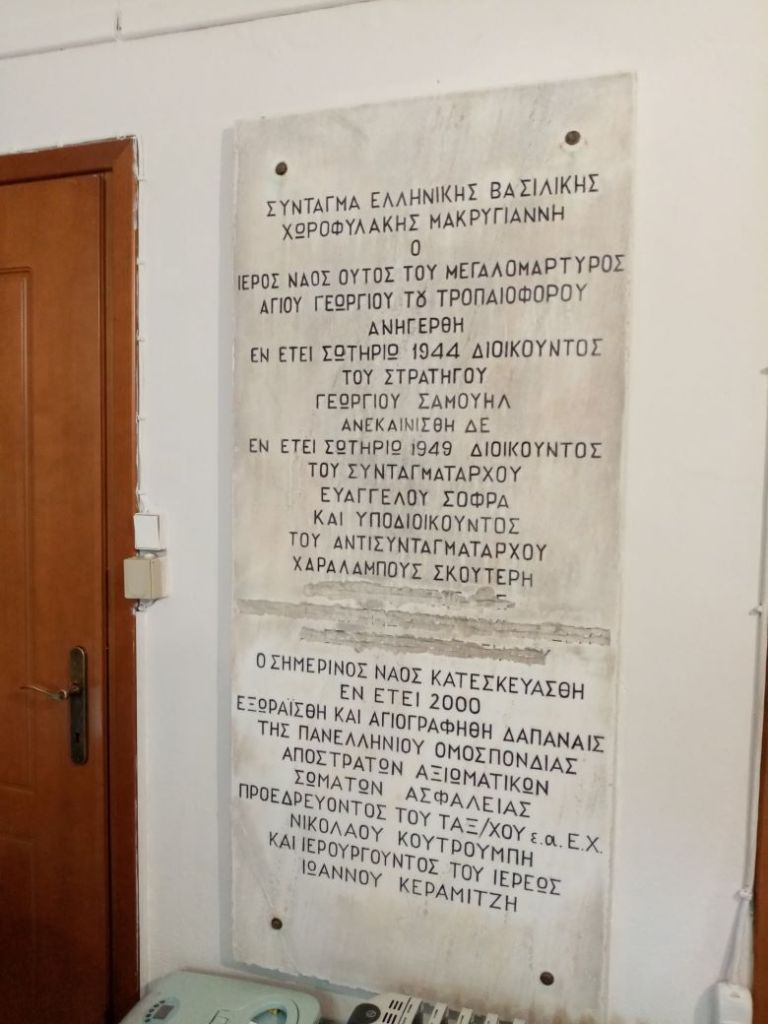 ΣΥΝΤΑΓΜΑ ΕΛΛΗΝΙΚΗΣ ΒΑΣΙΛΙΚΗΣ
ΧΩΡΟΦΥΛΑΚΗΣ ΜΑΚΡΥΓΙΑΝΝΗ
Ο
ΙΕΡΟΣ ΝΑΟΣ ΟΥΤΟΣ ΤΟΥ ΜΕΓΑΛΟΜΑΡΤΥΡΟΣ
ΑΓΙΟΥ ΓΕΩΡΓΙΟΥ ΤȢ ΤΡΟΠΑΙΟΦΟΡΟΥ
ΑΝΗΓΕΡΘΗ
ΕΝ ΕΤΕΙ ΣΩΤΗΡΙΩ 1944 ΔΙΟΙΚΟΥΝΤΟΣ
ΤΟΥ ΣΤΡΑΤΗΓΟΥ
ΓΕΩΡΓΙΟΥ ΣΑΜΟΥΗΛ
ΑΝΕΚΑΙΝΙΣΘΗ ΔΕ
ΕΝ ΕΤΕΙ ΣΩΤΗΡΙΩ 1949 ΔΙΟΙΚΟΥΝΤΟΣ
ΤΟΥ ΣΥΝΤΑΓΜΑΤΑΡΧΟΥ
ΕΥΑΓΓΕΛΟΥ ΣΟΦΡΑ
ΚΑΙ ΥΠΟΔΙΟΙΚΟΥΝΤΟΣ
ΤΟΥ ΑΝΤΙΣΥΝΤΑΓΜΑΤΑΡΧΟΥ
ΧΑΡΑΛΑΜΠΟΥΣ ΣΚΟΥΤΕΡΗ
Ο ΣΗΜΕΡΙΝΟΣ ΝΑΟΣ ΚΑΤΕΣΚΕΥΑΣΘΗ
ΕΝ ΕΤΕΙ 2000
ΕΞΩΡΑΪΣΘΗ ΚΑΙ ΑΓΙΟΓΡΑΦΗΘΗ ΔΑΠΑΝΑΙΣ
ΤΗΣ ΠΑΝΕΛΛΗΝΙΟΥ ΟΜΟΣΠΟΝΔΙΑΣ
ΑΠΟΣΤΡΑΤΩΝ ΑΞΙΩΜΑΤΙΚΩΝ
ΣΩΜΑΤΩΝ ΑΣΦΑΛΕΙΑΣ
ΠΡΟΕΔΡΕΥΟΝΤΟΣ ΤΟΥ ΤΑΞ/ΧΟΥ ε.α. Ε.Χ.
ΝΙΚΟΛΑΟΥ ΚΟΥΤΡΟΥΜΠΗ
ΚΑΙ ΙΕΡΟΥΡΓΟΥΝΤΟΣ ΤΟΥ ΙΕΡΕΩΣ
ΙΩΑΝΝΟΥ ΚΕΡΑΜΙΤΖΗ